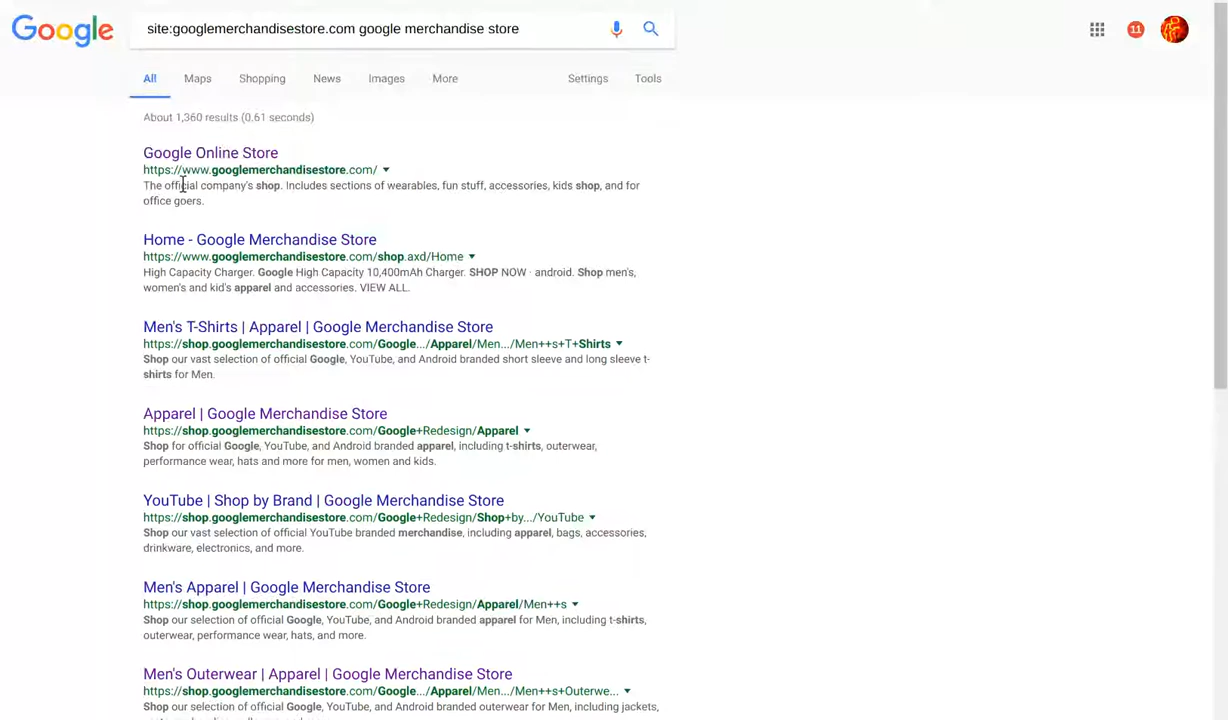 Google
site:googlemerchandisestore.com google merchandise store
11
All Maps Shopping News Images More Settings Tools
About 1,360 results (0.61 seconds)
Google Online Store
https://www.googlemerchandisestore.com/
The official company's shop. Includes sections of wearables, fun stuff, accessories, kids shop, and for
office goers.
Home - Google Merchandise Store
https://www.googlemerchandisestore.com/shop.axd/Home
High Capacity Charger. Google High Capacity 10,400mAh Charger. SHOP NOW · android. Shop men's,
women's and kid's apparel and accessories. VIEW ALL.
Men's T-Shirts | Apparel | Google Merchandise Store
https://shop.googlemerchandisestore.com/Google.../Apparel/Men.../Men++s+T+Shirts
Shop our vast selection of official Google, YouTube, and Android branded short sleeve and long sleeve t-
shirts for Men.
Apparel | Google Merchandise Store
https://shop.googlemerchandisestore.com/Google+Redesign/Apparel
Shop for official Google, YouTube, and Android branded apparel, including t-shirts, outerwear,
performance wear, hats and more for men, women and kids.
YouTube | Shop by Brand | Google Merchandise Store
https://shop.googlemerchandisestore.com/Google+Redesign/Shop+by.../YouTube
Shop our vast selection of official YouTube branded merchandise, including apparel, bags, accessories,
drinkware, electronics, and more.
Men's Apparel | Google Merchandise Store
https://shop.googlemerchandisestore.com/Google+Redesign/Apparel/Men++s
Shop our selection of official Google, YouTube, and Android branded apparel for Men, including t-shirts,
outerwear, performance wear, hats, and more.
Men's Outerwear | Apparel | Google Merchandise Store
https://shop.googlemerchandisestore.com/Google.../Apparel/Men.../Men++s+Outerwe...
Shop our selection of official Google, YouTube, and Android branded outerwear for Men, including jackets,